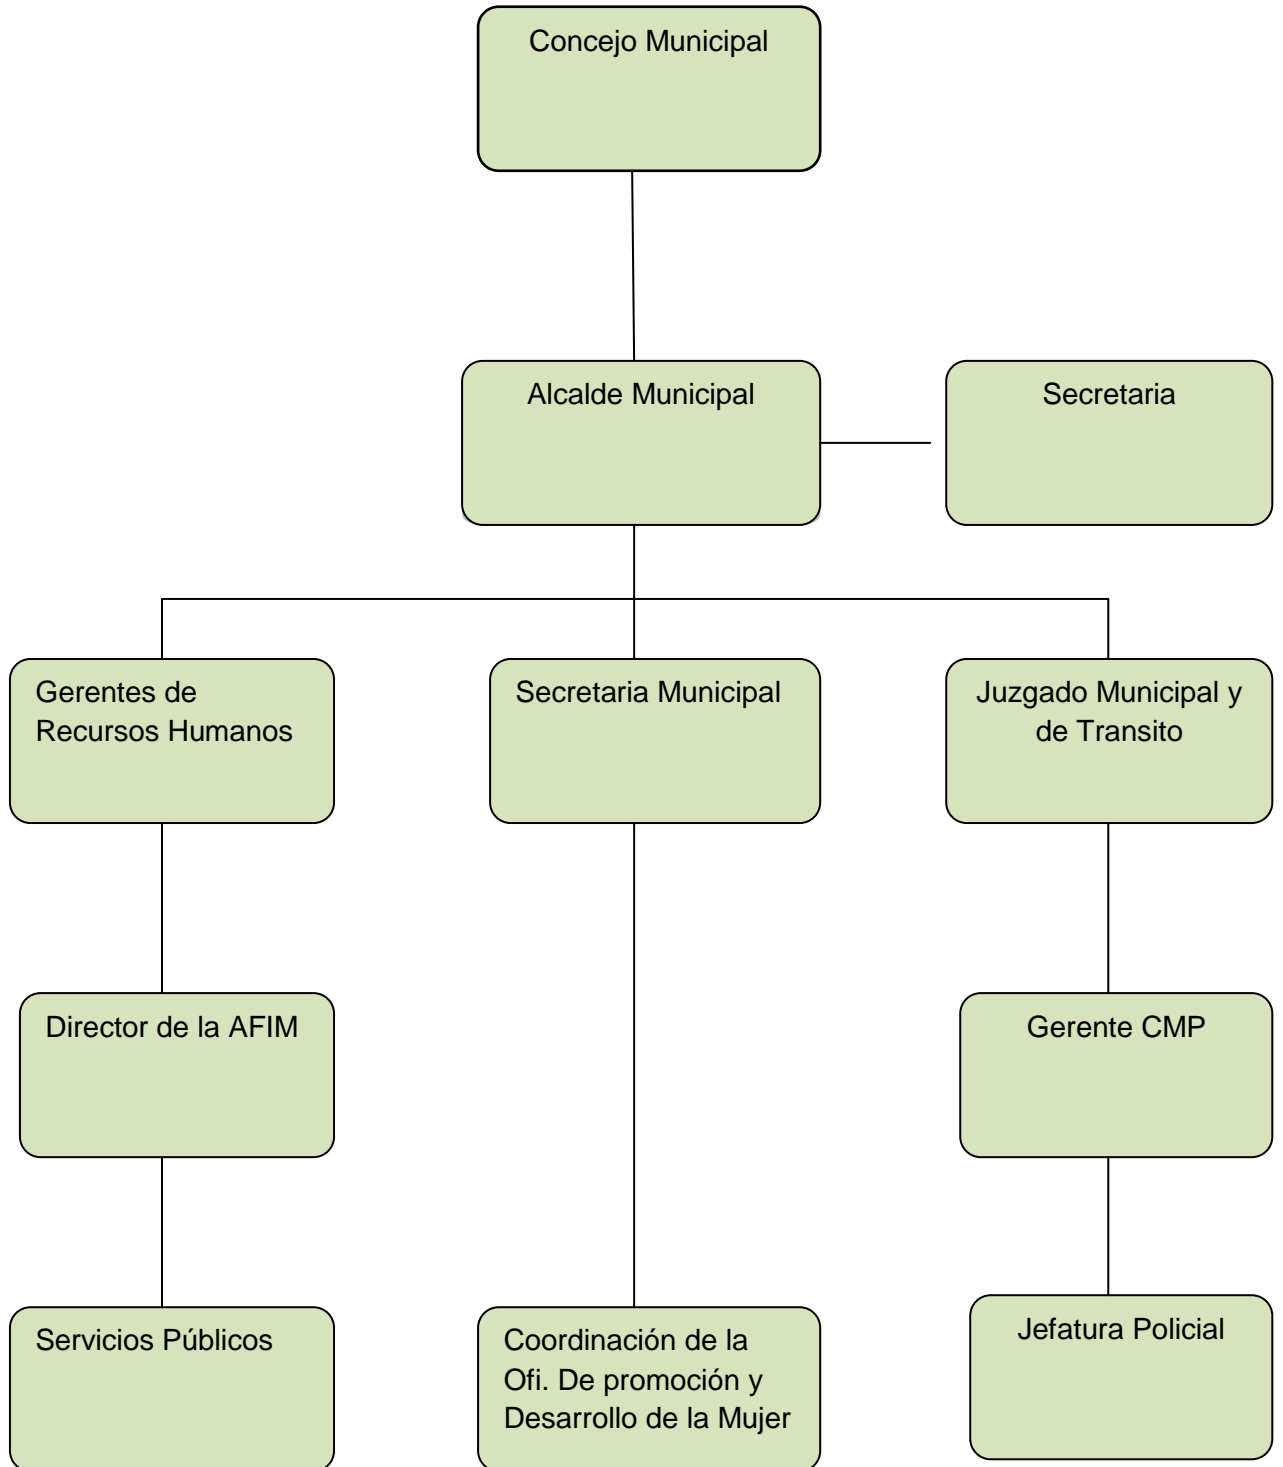 Concejo Municipal
Alcalde Municipal
Secretaria
Gerentes de
Recursos Humanos
Secretaria Municipal
Juzgado Municipal y
de Transito
Director de la AFIM
Gerente CMP
Servicios Públicos
Coordinación de la
Ofi. De promoción y
Desarrollo de la Mujer
Jefatura Policial